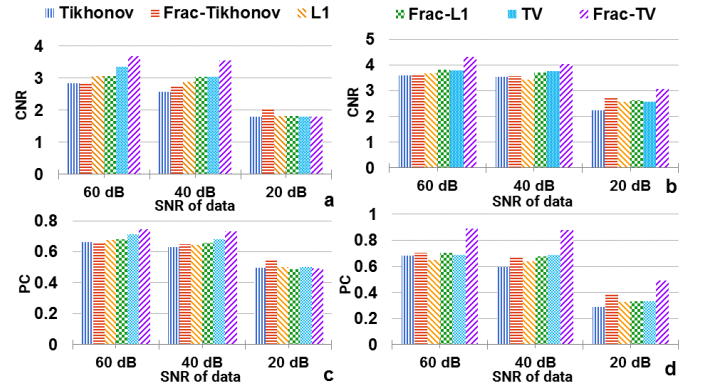 Tikhonov Frac-Tikhonov L1 Frac-L1 TV Frac-TV
CNR
4
3
2
1
0
60 dB 40 dB 20 dB
SNR of data
a
CNR
5
4
3
2
1
0
60 dB 40 dB 20 dB
SNR of data
b
PC
0.8
0.6
0.4
0.2
0
60 dB 40 dB 20 dB
SNR of data
c
PC
1
0.8
0.6
0.4
0.2
0
60 dB 40 dB 20 dB
SNR of data
d